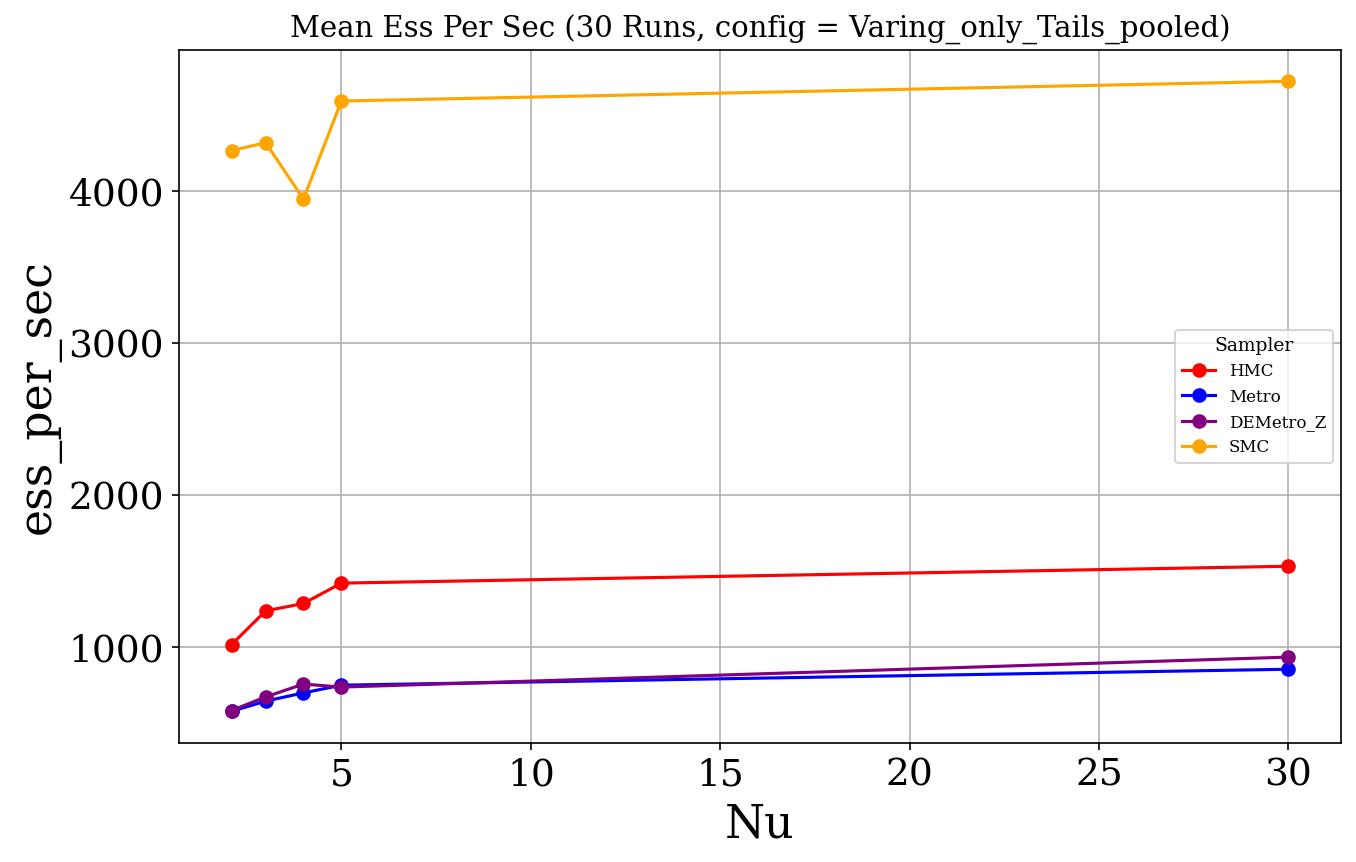 Mean Ess Per Sec (30 Runs, config = Varing_only_Tails_pooled)
ess_per_sec
4000
3000
2000
1000
Sampler
HMC
Metro
DEMetro_Z
SMC
5 10 15 20 25 30
Nu